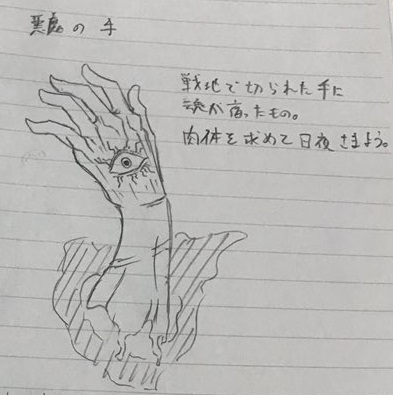 悪魔の手
戦地で切られた手に
魂が宿ったもの。
肉体を求めて日夜さまよう。